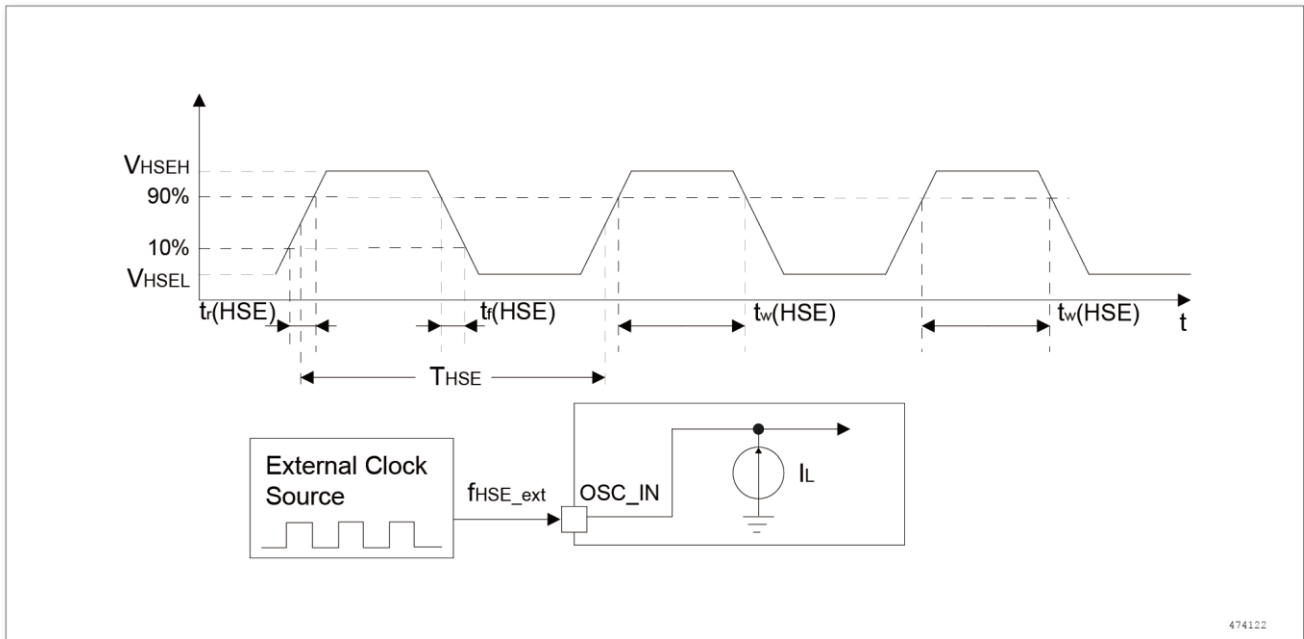 VHSEH
90%
10%
VHSEL
tr(HSE)
tf(HSE)
tw(HSE)
tw(HSE)
t
THSE
External Clock
Source
fHSE_ext
OSC_IN
IL
474122